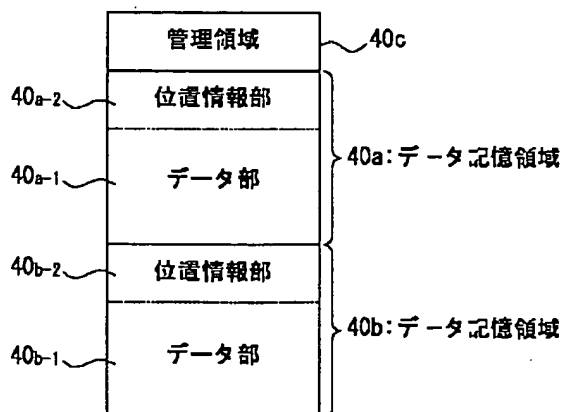 管理領域
40c
40a-2
位置情報部
40a-1
データ部
40a:データ記憶領域
40b-2
位置情報部
40b-1
データ部
40b:データ記憶領域